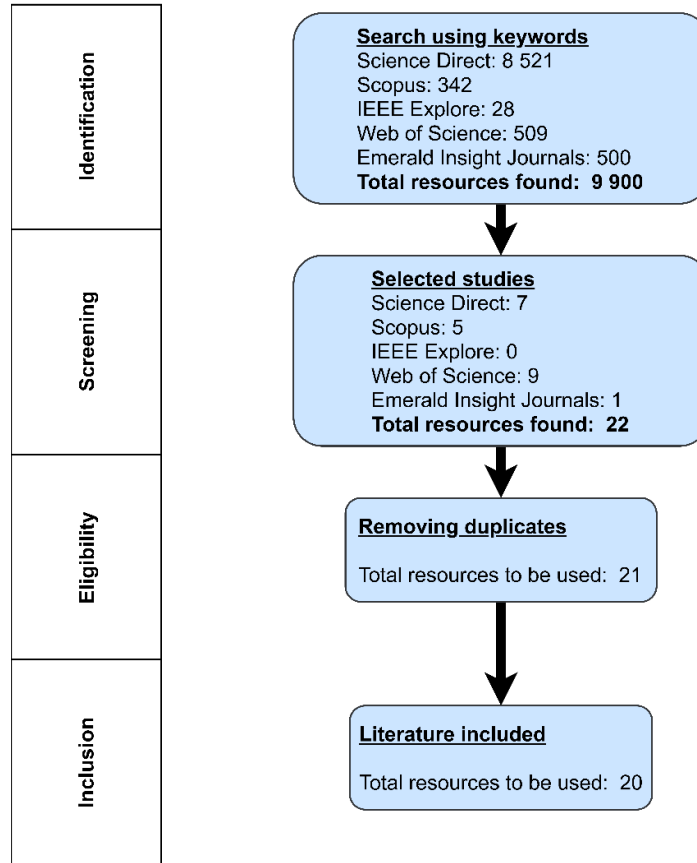 Identification
Search using keywords
Science Direct: 8 521
Scopus: 342
IEEE Explore: 28
Web of Science: 509
Emerald Insight Journals: 500
Total resources found: 9 900
Screening
Selected studies
Science Direct: 7
Scopus: 5
IEEE Explore: 0
Web of Science: 9
Emerald Insight Journals: 1
Total resources found: 22
Eligibility
Removing duplicates
Total resources to be used: 21
Inclusion
Literature included
Total resources to be used: 20